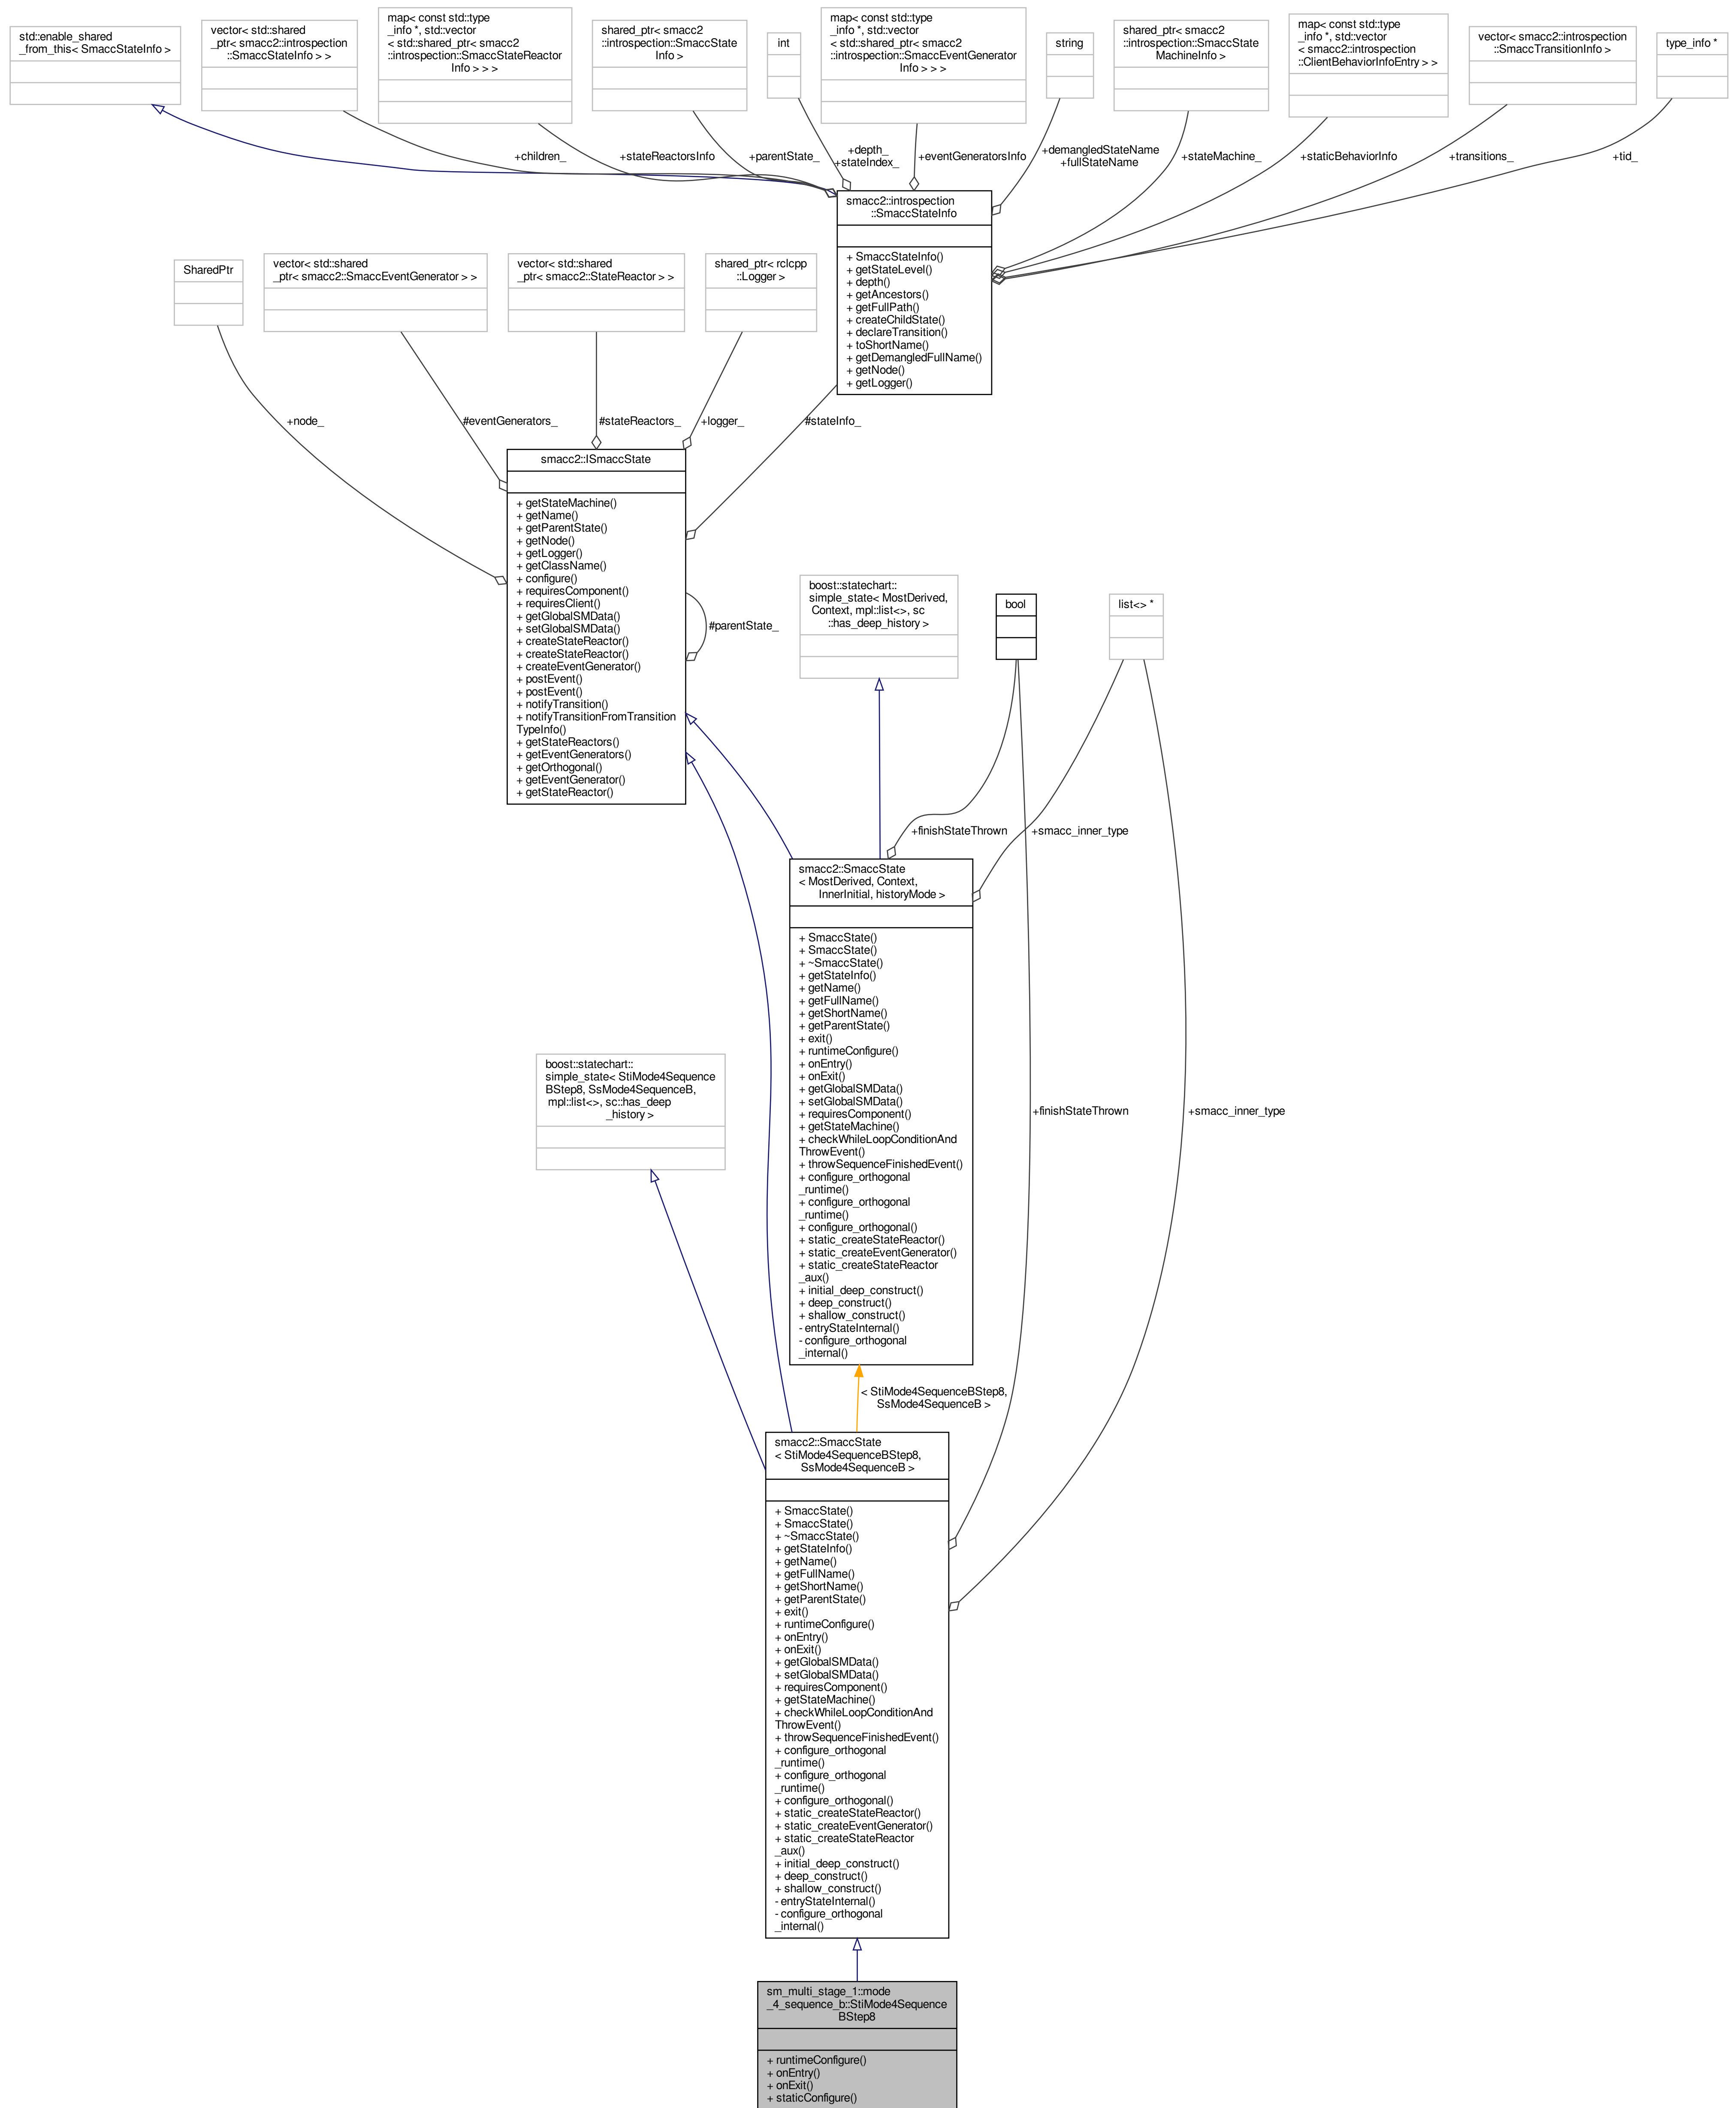 std::enable_shared
_from_this< SmaccStateInfo >
vector< std::shared
_ptr< smacc2::introspection
::SmaccStateInfo > >
map< const std::type
_info *, std::vector
< std::shared_ptr< smacc2
::introspection::SmaccStateReactor
Info > > >
shared_ptr< smacc2
::introspection::SmaccState
Info >
int
map< const std::type
_info *, std::vector
< std::shared_ptr< smacc2
::introspection::SmaccEventGenerator
Info > > >
string
shared_ptr< smacc2
::introspection::SmaccState
MachineInfo >
map< const std::type
_info *, std::vector
< smacc2::introspection
::ClientBehaviorInfoEntry > >
vector< smacc2::introspection
::SmaccTransitionInfo >
type_info *
+children_
+stateReactorsInfo
+parentState_
+depth_
+stateIndex_
+eventGeneratorsInfo
+demangledStateName
+fullStateName
+stateMachine_
+staticBehaviorInfo
+transitions_
+tid_
smacc2::introspection
::SmaccStateInfo
+ SmaccStateInfo()
+ getStateLevel()
+ depth()
+ getAncestors()
+ getFullPath()
+ createChildState()
+ declareTransition()
+ toShortName()
+ getDemangledFullName()
+ getNode()
+ getLogger()
SharedPtr
vector< std::shared
_ptr< smacc2::SmaccEventGenerator > >
vector< std::shared
_ptr< smacc2::StateReactor > >
shared_ptr< rclcpp
::Logger >
+node_
#eventGenerators_
#stateReactors_
+logger_
#stateInfo_
smacc2::ISmaccState
+ getStateMachine()
+ getName()
+ getParentState()
+ getNode()
+ getLogger()
+ getClassName()
+ configure()
+ requiresComponent()
+ requiresClient()
+ getGlobalSMData()
+ setGlobalSMData()
+ createStateReactor()
+ createStateReactor()
+ createEventGenerator()
+ postEvent()
+ postEvent()
+ notifyTransition()
+ notifyTransitionFromTransition
TypeInfo()
+ getStateReactors()
+ getEventGenerators()
+ getOrthogonal()
+ getEventGenerator()
+ getStateReactor()
#parentState_
boost::statechart::
simple_state< MostDerived,
Context, mpl::list<>, sc
::has_deep_history >
bool
list<> *
+finishStateThrown
+smacc_inner_type
smacc2::SmaccState
< MostDerived, Context,
InnerInitial, historyMode >
+ SmaccState()
+ SmaccState()
+ ~SmaccState()
+ getStateInfo()
+ getName()
+ getFullName()
+ getShortName()
+ getParentState()
+ exit()
+ runtimeConfigure()
+ onEntry()
+ onExit()
+ getGlobalSMData()
+ setGlobalSMData()
+ requiresComponent()
+ getStateMachine()
+ checkWhileLoopConditionAnd
ThrowEvent()
+ throwSequenceFinishedEvent()
+ configure_orthogonal
_runtime()
+ configure_orthogonal
_runtime()
+ configure_orthogonal()
+ static_createStateReactor()
+ static_createEventGenerator()
+ static_createStateReactor
_aux()
+ initial_deep_construct()
+ deep_construct()
+ shallow_construct()
- entryStateInternal()
- configure_orthogonal
_internal()
boost::statechart::
simple_state< StiMode4Sequence
BStep8, SsMode4SequenceB,
mpl::list<>, sc::has_deep
_history >
+finishStateThrown
+smacc_inner_type
< StiMode4SequenceBStep8,
SsMode4SequenceB >
smacc2::SmaccState
< StiMode4SequenceBStep8,
SsMode4SequenceB >
+ SmaccState()
+ SmaccState()
+ ~SmaccState()
+ getStateInfo()
+ getName()
+ getFullName()
+ getShortName()
+ getParentState()
+ exit()
+ runtimeConfigure()
+ onEntry()
+ onExit()
+ getGlobalSMData()
+ setGlobalSMData()
+ requiresComponent()
+ getStateMachine()
+ checkWhileLoopConditionAnd
ThrowEvent()
+ throwSequenceFinishedEvent()
+ configure_orthogonal
_runtime()
+ configure_orthogonal
_runtime()
+ configure_orthogonal()
+ static_createStateReactor()
+ static_createEventGenerator()
+ static_createStateReactor
_aux()
+ initial_deep_construct()
+ deep_construct()
+ shallow_construct()
- entryStateInternal()
- configure_orthogonal
_internal()
sm_multi_stage_1::mode
_4_sequence_b::StiMode4Sequence
BStep8
+ runtimeConfigure()
+ onEntry()
+ onExit()
+ staticConfigure()